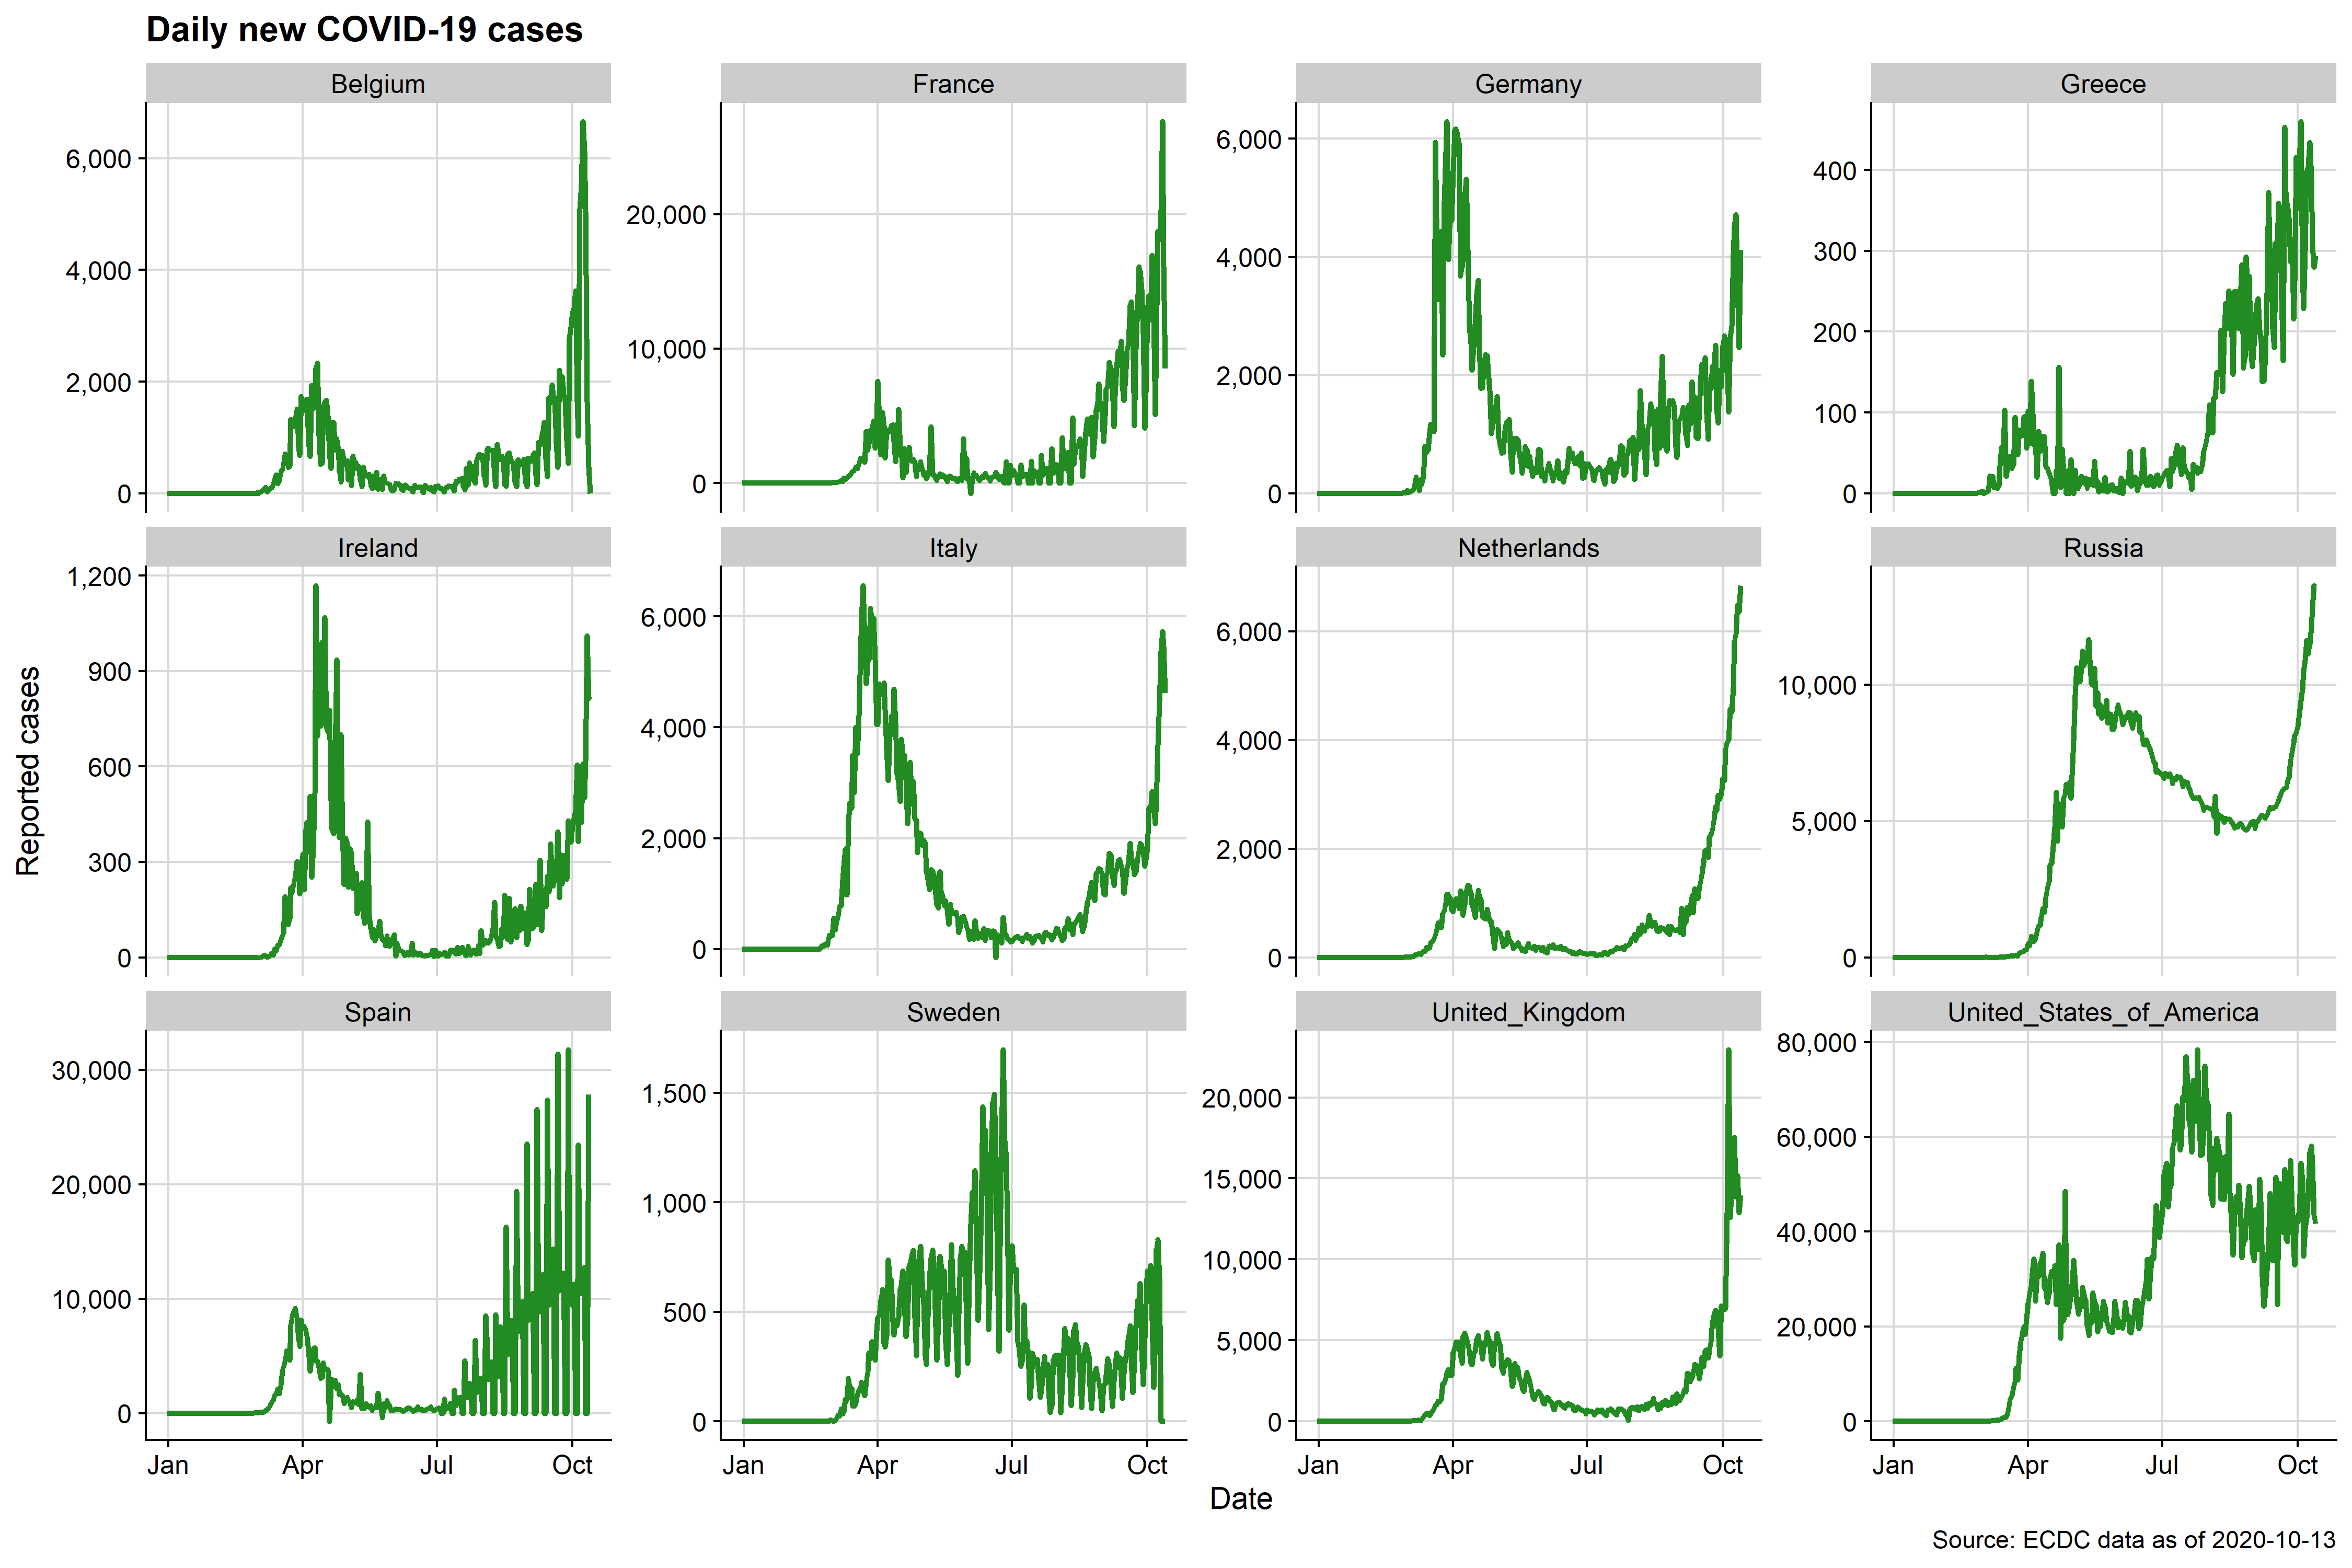 Daily new COVID-19 cases
Belgium
France
Germany
Greece
6,000
4,000
2,000
0
20,000
10,000
0
6,000
4,000
2,000
0
400
300
200
100
0
Ireland
Italy
Netherlands
Russia
1,200
900
600
300
0
6,000
4,000
2,000
0
6,000
4,000
2,000
0
10,000
5,000
0
Reported cases
Spain
Sweden
United_Kingdom
United_States_of_America
30,000
20,000
10,000
0
1,500
1,000
500
0
20,000
15,000
10,000
5,000
0
80,000
60,000
40,000
20,000
0
Jan Apr Jul Oct
Jan Apr Jul Oct
Jan Apr Jul Oct
Jan Apr Jul Oct
Date
Source: ECDC data as of 2020-10-13